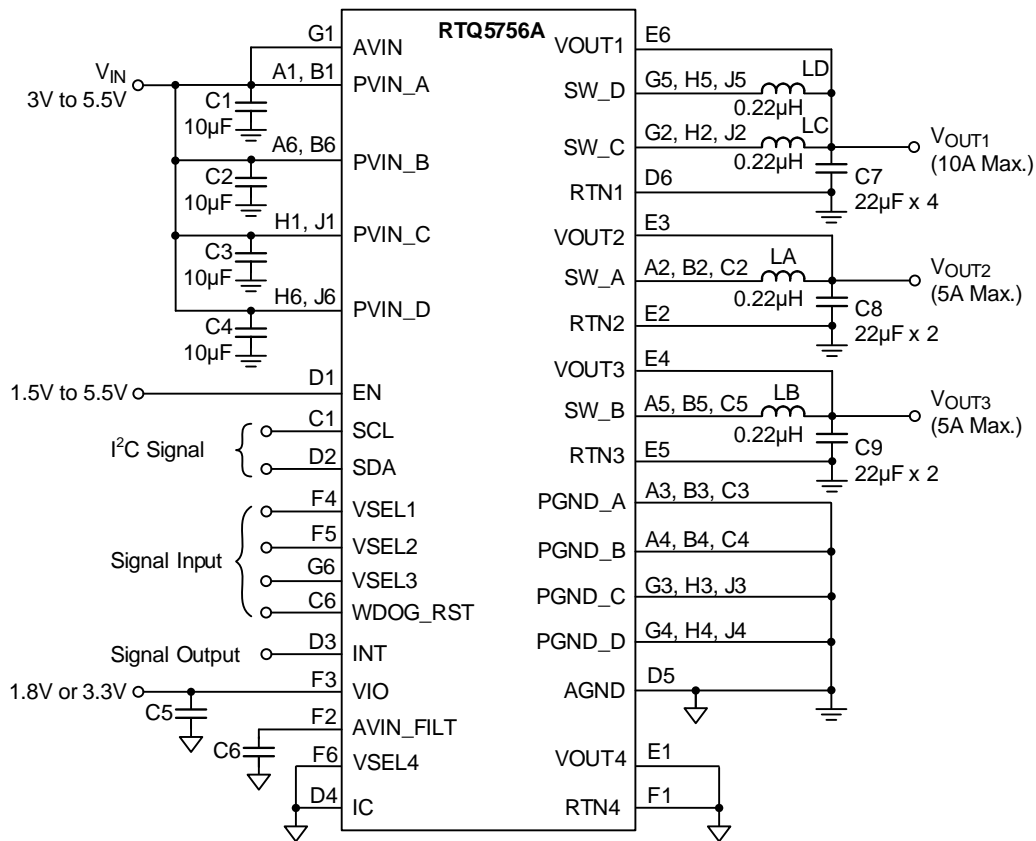 RTQ5756A
G1
AVIN
VIN
3V to 5.5V
A1, B1
PVIN_A
C1
10µF
A6, B6
PVIN_B
C2
10µF
H1, J1
PVIN_C
C3
10µF
H6, J6
PVIN_D
C4
10µF
1.5V to 5.5V
D1
EN
I²C Signal
C1
SCL
D2
SDA
Signal Input
F4
VSEL1
F5
VSEL2
G6
VSEL3
C6
WDOG_RST
Signal Output
D3
INT
1.8V or 3.3V
F3
VIO
C5
F2
AVIN_FILT
C6
F6
VSEL4
D4
IC
VOUT1
E6
SW_D
G5, H5, J5
LD
0.22µH
SW_C
G2, H2, J2
LC
0.22µH
VOUT1
(10A Max.)
RTN1
D6
C7
22µF x 4
VOUT2
E3
SW_A
A2, B2, C2
LA
0.22µH
VOUT2
(5A Max.)
RTN2
E2
C8
22µF x 2
VOUT3
E4
SW_B
A5, B5, C5
LB
0.22µH
VOUT3
(5A Max.)
RTN3
E5
C9
22µF x 2
PGND_A
A3, B3, C3
PGND_B
A4, B4, C4
PGND_C
G3, H3, J3
PGND_D
G4, H4, J4
AGND
D5
VOUT4
E1
RTN4
F1